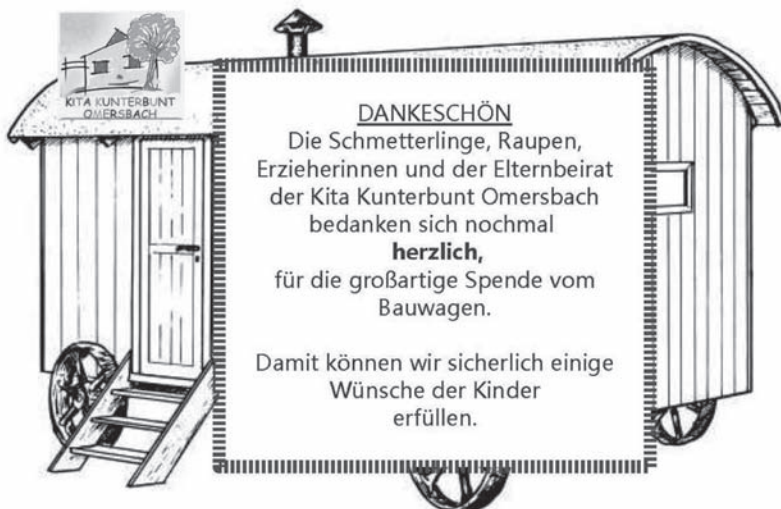 KITA KUNTERBUNT
OMERSBACH
DANKESCHÖN
Die Schmetterlinge, Raupen,
Erzieherinnen und der Elternbeirat
der Kita Kunterbunt Omersbach
bedanken sich nochmal
herzlich,
für die großartige Spende vom
Bauwagen.
Damit können wir sicherlich einige
Wünsche der Kinder
erfüllen.